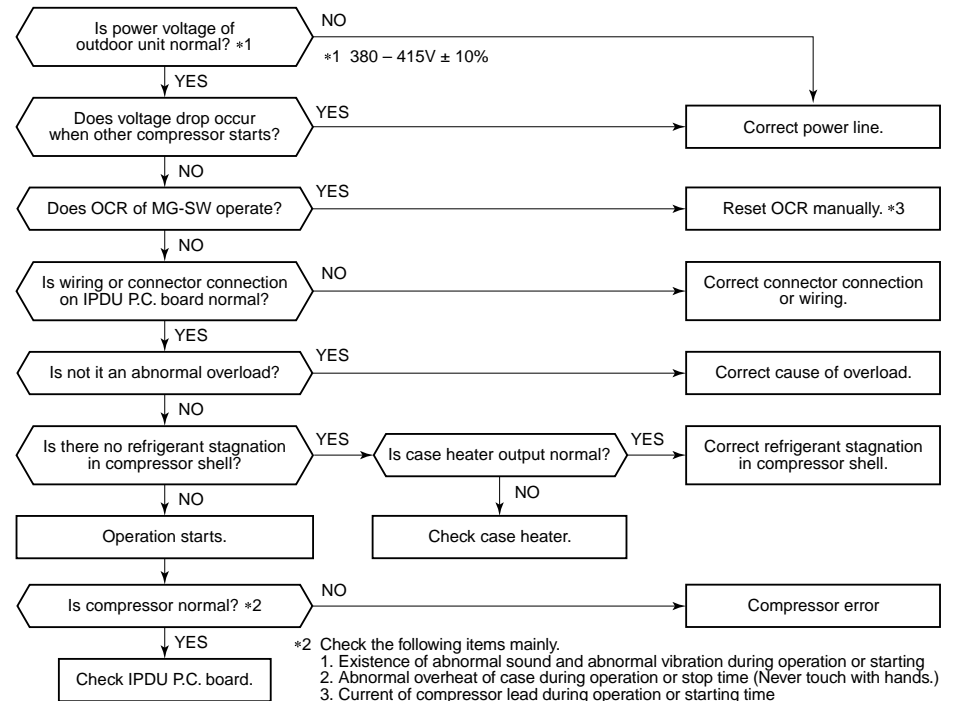 Is power voltage of
outdoor unit normal? *1
NO
*1 380 – 415V ± 10%
YES
Does voltage drop occur
when other compressor starts?
YES
Correct power line.
NO
Does OCR of MG-SW operate?
YES
Reset OCR manually. *3
NO
Is wiring or connector connection
on IPDU P.C. board normal?
NO
Correct connector connection
or wiring.
YES
Is not it an abnormal overload?
YES
Correct cause of overload.
NO
Is there no refrigerant stagnation
in compressor shell?
YES
Is case heater output normal?
YES
Correct refrigerant stagnation
in compressor shell.
NO
NO
Operation starts.
Check case heater.
Is compressor normal? *2
NO
Compressor error
YES
Check IPDU P.C. board.
*2 Check the following items mainly.
1. Existence of abnormal sound and abnormal vibration during operation or starting
2. Abnormal overheat of case during operation or stop time (Never touch with hands.)
3. Current of compressor lead during operation or starting time